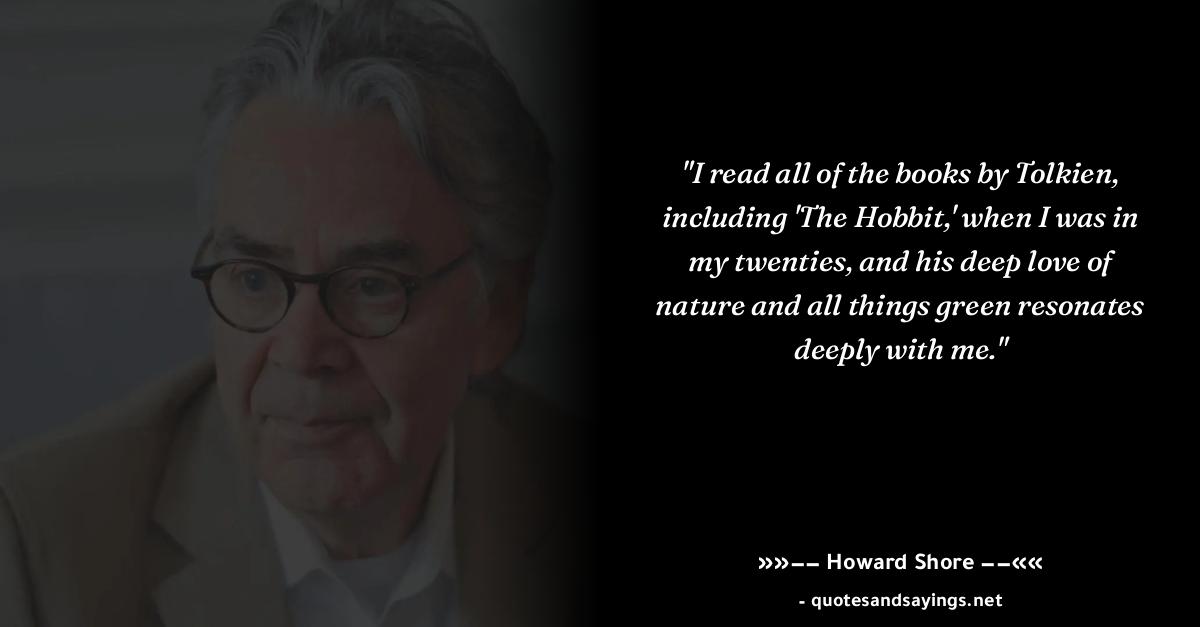 "I read all of the books by Tolkien,
including 'The Hobbit,' when I was in
my twenties, and his deep love of
nature and all things green resonates
deeply with me."
»»−− Howard Shore −−««
- quotesandsayings.net